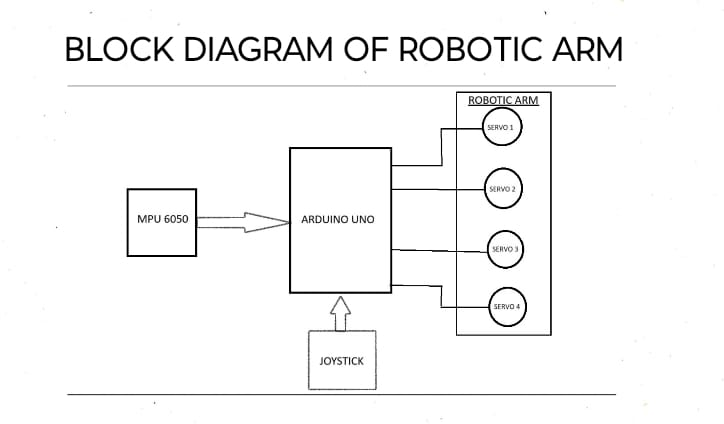 BLOCK DIAGRAM OF ROBOTIC ARM
ROBOTIC ARM
SERVO 1
SERVO 2
MPU 6050
ARDUINO UNO
SERVO 3
SERVO 4
JOYSTICK